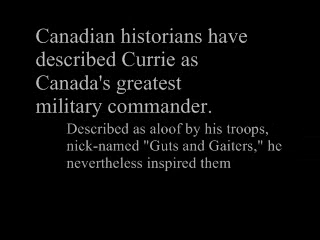 Canadian historians have
described Currie as
Canada's greatest
military commander.
Described as aloof by his troops,
nick-named "Guts and Gaiters," he
nevertheless inspired them